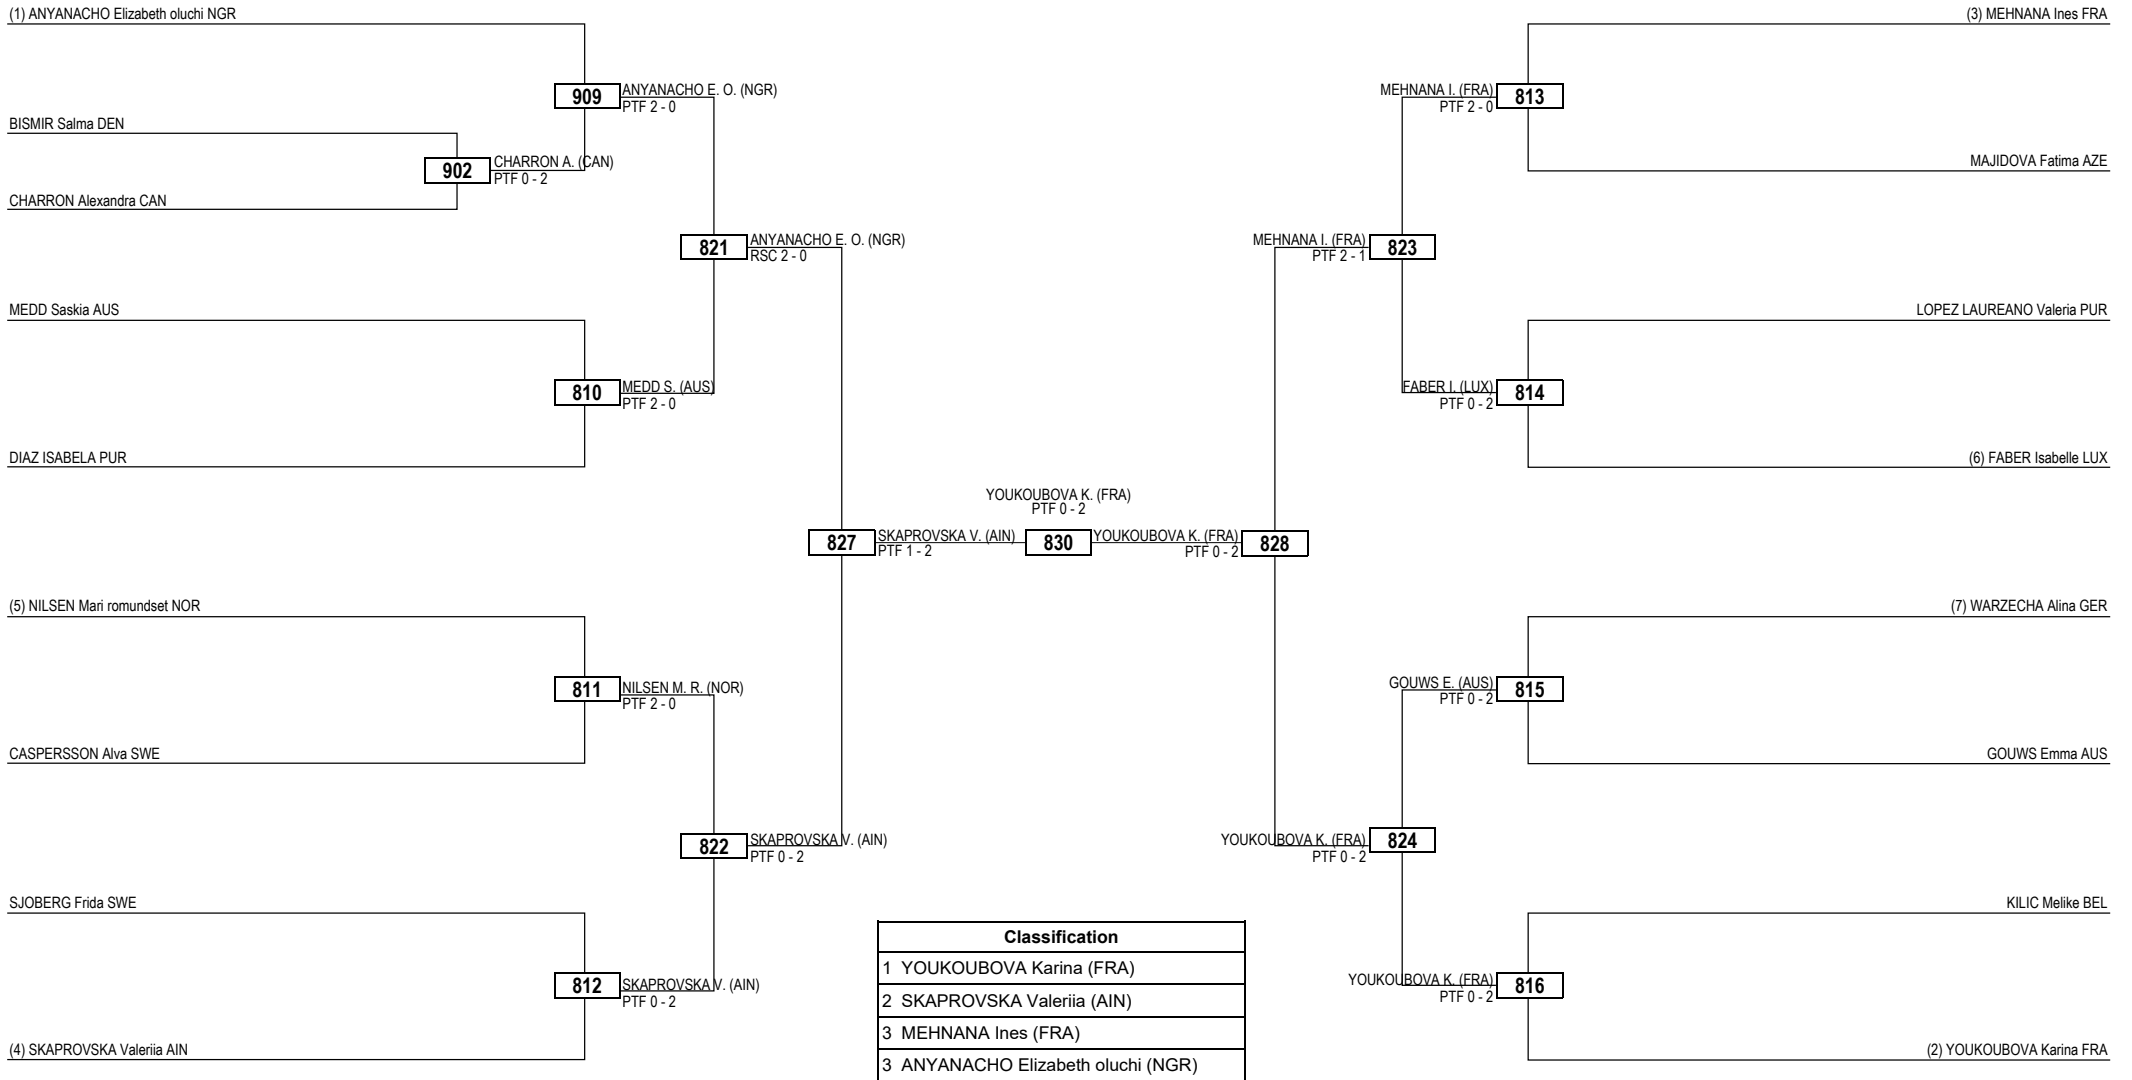 (1) ANYANACHO Elizabeth oluchi NGR
(3) MEHNANA Ines FRA
909
ANYANACHO E. O. (NGR)
PTF 2 - 0
MEHNANA I. (FRA)
PTF 2 - 0
813
BISMIR Salma DEN
902
CHARRON A. (CAN)
PTF 0 - 2
MAJIDOVA Fatima AZE
CHARRON Alexandra CAN
821
ANYANACHO E. O. (NGR)
RSC 2 - 0
MEHNANA I. (FRA)
PTF 2 - 1
823
MEDD Saskia AUS
LOPEZ LAUREANO Valeria PUR
810
MEDD S. (AUS)
PTF 2 - 0
FABER I. (LUX)
PTF 0 - 2
814
DIAZ ISABELA PUR
(6) FABER Isabelle LUX
YOUKOUBOVA K. (FRA)
PTF 0 - 2
827
SKAPROVSKA V. (AIN)
PTF 1 - 2
830
YOUKOUBOVA K. (FRA)
PTF 0 - 2
828
(5) NILSEN Mari romundset NOR
(7) WARZECHA Alina GER
811
NILSEN M. R. (NOR)
PTF 2 - 0
GOUWS E. (AUS)
PTF 0 - 2
815
CASPERSSON Alva SWE
GOUWS Emma AUS
822
SKAPROVSKA V. (AIN)
PTF 0 - 2
YOUKOUBOVA K. (FRA)
PTF 0 - 2
824
SJOBERG Frida SWE
KILIC Melike BEL
812
SKAPROVSKA V. (AIN)
PTF 0 - 2
YOUKOUBOVA K. (FRA)
PTF 0 - 2
816
(4) SKAPROVSKA Valeriia AIN
(2) YOUKOUBOVA Karina FRA
Classification
1 YOUKOUBOVA Karina (FRA)
2 SKAPROVSKA Valeriia (AIN)
3 MEHNANA Ines (FRA)
3 ANYANACHO Elizabeth oluchi (NGR)